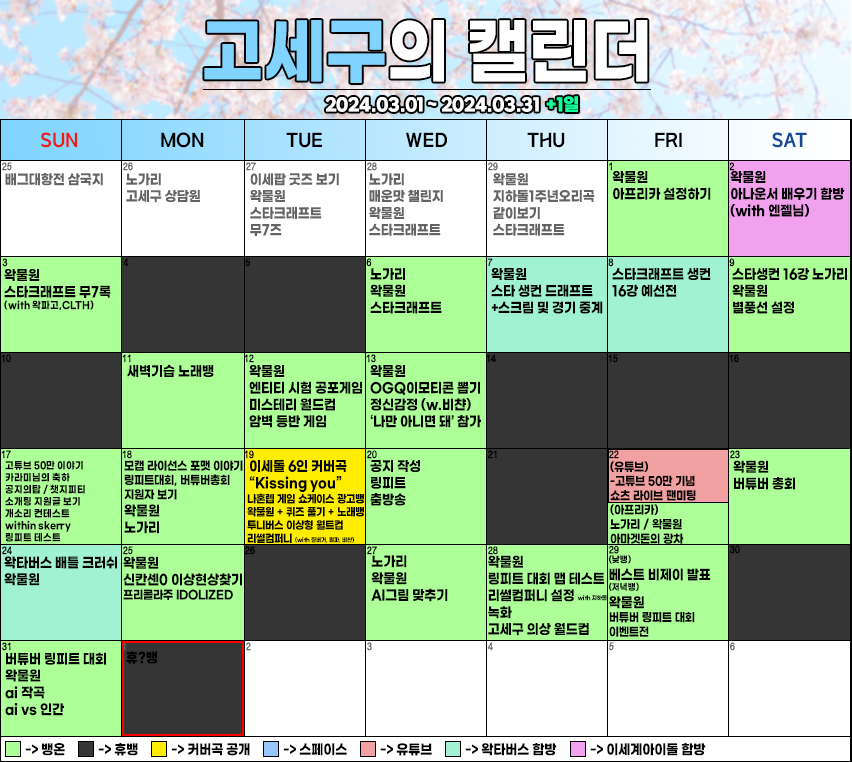 고세구의 캘린더
2024.03.01 ~ 2024.03.31 +1일
SUN MON TUE WED THU FRI SAT
25
배그대항전 삼국지
26
노가리
고세구 상담원
27
이세팝 굿즈 보기
왁물원
스타크래프트
무7즈
28
노가리
매운맛 챌린지
왁물원
스타크래프트
29
왁물원
지하돌1주년오리곡
같이보기
스타크래프트
1
왁물원
아프리카 설정하기
2
왁물원
아나운서 배우기 합방
(with 엔젤님)
3
왁물원
스타크래프트 무7록
(with 왁파고,CLTH)
4
5
6
노가리
왁물원
스타크래프트
7
왁물원
스타 생컨 드래프트
+스크림 및 경기 중계
8
스타크래프트 생컨
16강 예선전
9
스타생컨 16강 노가리
왁물원
별풍선 설정
10
11
새벽기습 노래뱅
12
왁물원
엔티티 시험 공포게임
미스테리 월드컵
암벽 등반 게임
13
왁물원
OGQ이모티콘 뽑기
정신감정 (w.비챤)
‘나만 아니면 돼’ 참가
14
15
16
17
고튜브 50만 이야기
카라미님의 축하
공지의탑 / 챗지피티
소개팅 지원글 보기
개소리 컨테스트
within skerry
링피트 테스트
18
모캡 라이선스 포맷 이야기
링피트대회, 버튜버총회
지원자 보기
왁물원
노가리
19
이세돌 6인 커버곡
“Kissing you”
나혼렙 게임 쇼케이스 광고뱅
왁물원 + 퀴즈 풀기 + 노래뱅
투니버스 이상형 월드컵
리썰컴퍼니
20
공지 작성
링피트
춤방송
21
22
(유튜브)
-고튜브 50만 기념
쇼츠 라이브 팬미팅
(아프리카)
노가리 / 왁물원
아마겟돈의 광차
23
왁물원
버튜버 총회
24
왁타버스 배틀 크러쉬
왁물원
25
왁물원
신칸센0 이상현상찾기
프리콜라주 IDOLIZED
26
27
노가리
왁물원
AI그림 맞추기
28
왁물원
링피트 대회 맵 테스트
리썰컴퍼니 설정
녹화
고세구 의상 월드컵
29
(낮뱅)
베스트 비제이 발표
(저녁뱅)
왁물원
버튜버 링피트 대회
이벤트전
30
31
버튜버 링피트 대회
왁물원
ai 작곡
ai vs 인간
1
휴?뱅
2
3
4
5
6
-> 뱅온 -> 휴뱅 -> 커버곡 공개 -> 스페이스 -> 유튜브 -> 왁타버스 합방 -> 이세계아이돌 합방